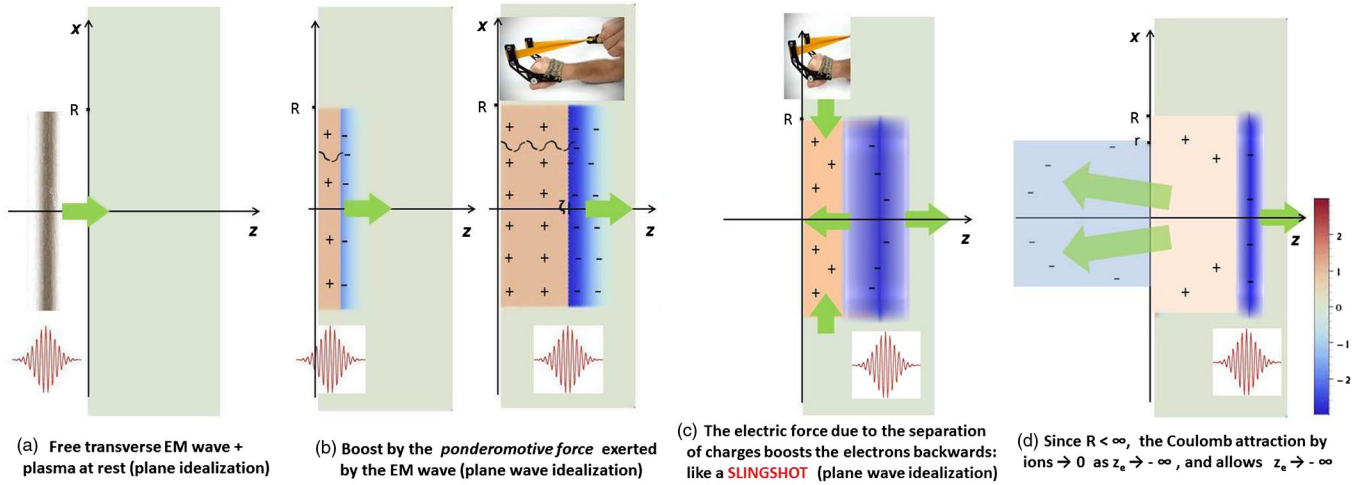 x
R
z
x
R
+ -
-
+ -
+ -
z
x
R
+ + - -
+ + - -
+ + - -
ζ
z
+ + - -
+ + - -
+ + - -
R
+ -
+ -
+ -
z
+ -
+ -
+ -
x
R
r
- + -
- + -
z
- + -
- + -
2
1
0
−1
−2
(a) Free transverse EM wave +
plasma at rest (plane idealization)
(b) Boost by the ponderomotive force exerted
by the EM wave (plane wave idealization)
(c) The electric force due to the separation
of charges boosts the electrons backwards:
like a SLINGSHOT (plane wave idealization)
(d) Since R < ∞, the Coulomb attraction by
ions → 0 as zₑ → - ∞ , and allows zₑ → - ∞